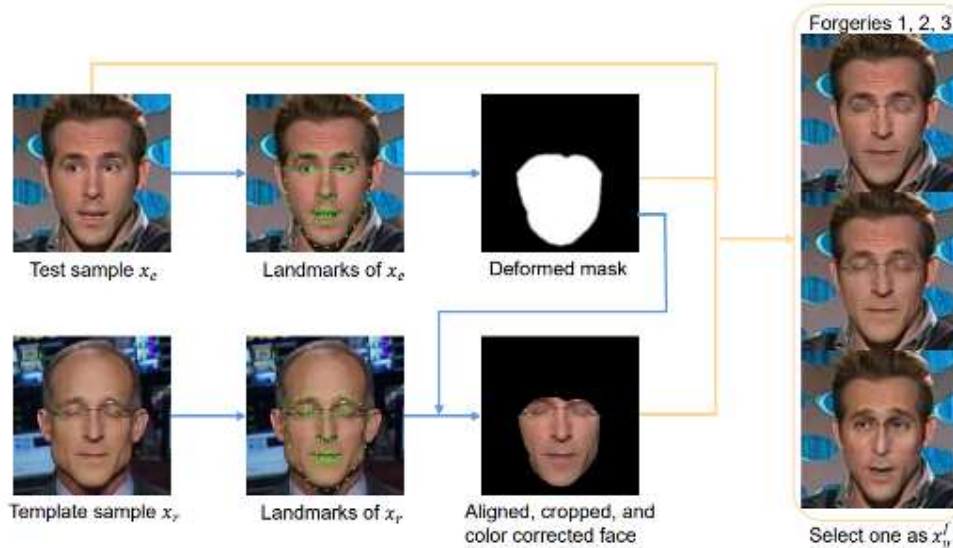 Forgeries 1, 2, 3
Test sample x_e
Landmarks of x_e
Deformed mask
Template sample x_r
Landmarks of x_r
Aligned, cropped, and
color corrected face
Select one as x_u^f